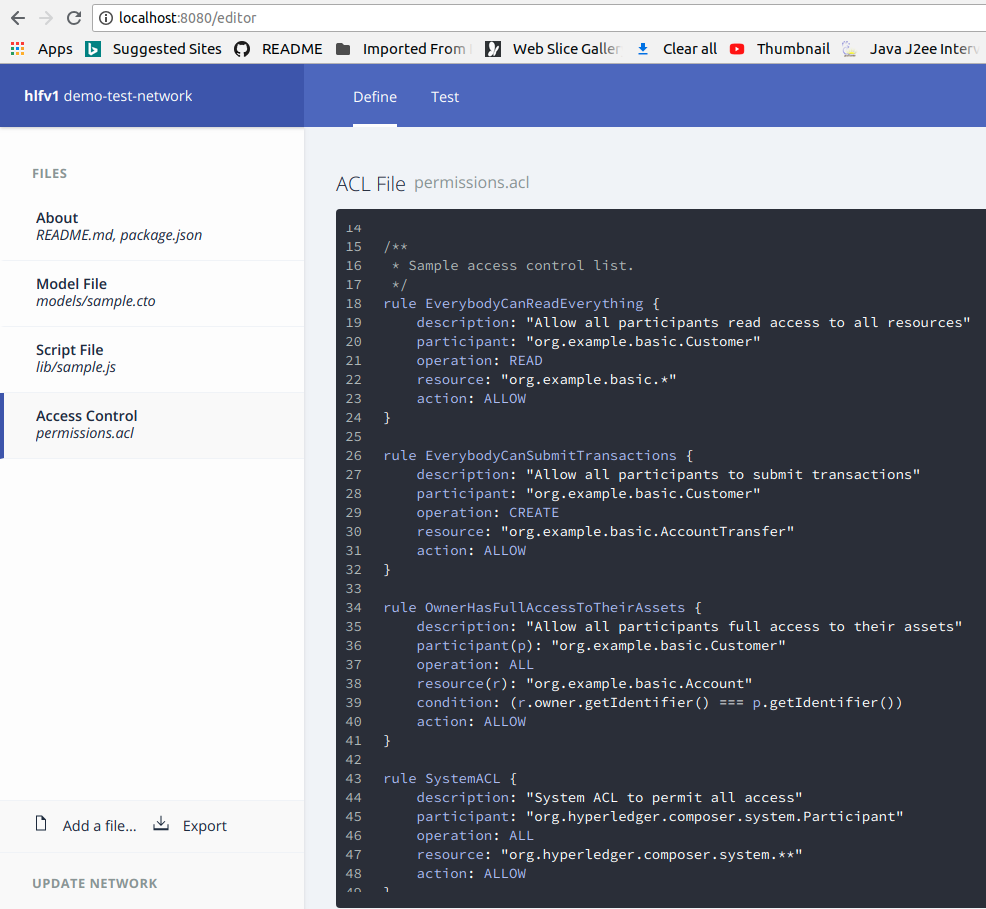 localhost:8080/editor
Apps Suggested Sites README Imported From Web Slice Galler Clear all Thumbnail Java J2ee Interv
hlfv1 demo-test-network
Define Test
FILES
About
README.md, package.json
Model File
models/sample.cto
Script File
lib/sample.js
Access Control
permissions.acl
Add a file... Export
UPDATE NETWORK
ACL File permissions.acl
14
15 /**
16  * Sample access control list.
17  */
18 rule EverybodyCanReadEverything {
19     description: "Allow all participants read access to all resources"
20     participant: "org.example.basic.Customer"
21     operation: READ
22     resource: "org.example.basic.*"
23     action: ALLOW
24 }
25
26 rule EverybodyCanSubmitTransactions {
27     description: "Allow all participants to submit transactions"
28     participant: "org.example.basic.Customer"
29     operation: CREATE
30     resource: "org.example.basic.AccountTransfer"
31     action: ALLOW
32 }
33
34 rule OwnerHasFullAccessToTheirAssets {
35     description: "Allow all participants full access to their assets"
36     participant(p): "org.example.basic.Customer"
37     operation: ALL
38     resource(r): "org.example.basic.Account"
39     condition: (r.owner.getIdentifier() === p.getIdentifier())
40     action: ALLOW
41 }
42
43 rule SystemACL {
44     description: "System ACL to permit all access"
45     participant: "org.hyperledger.composer.system.Participant"
46     operation: ALL
47     resource: "org.hyperledger.composer.system.**"
48     action: ALLOW
49 }